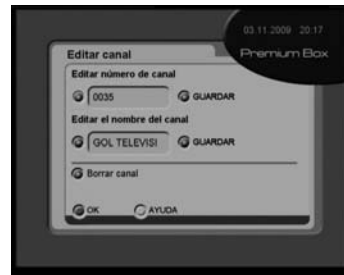 03.11.2009 20:17
Premium Box
Editar canal
Editar número de canal
0035 GUARDAR
Editar el nombre del canal
GOL TELEVISI GUARDAR
Borrar canal
OK AYUDA